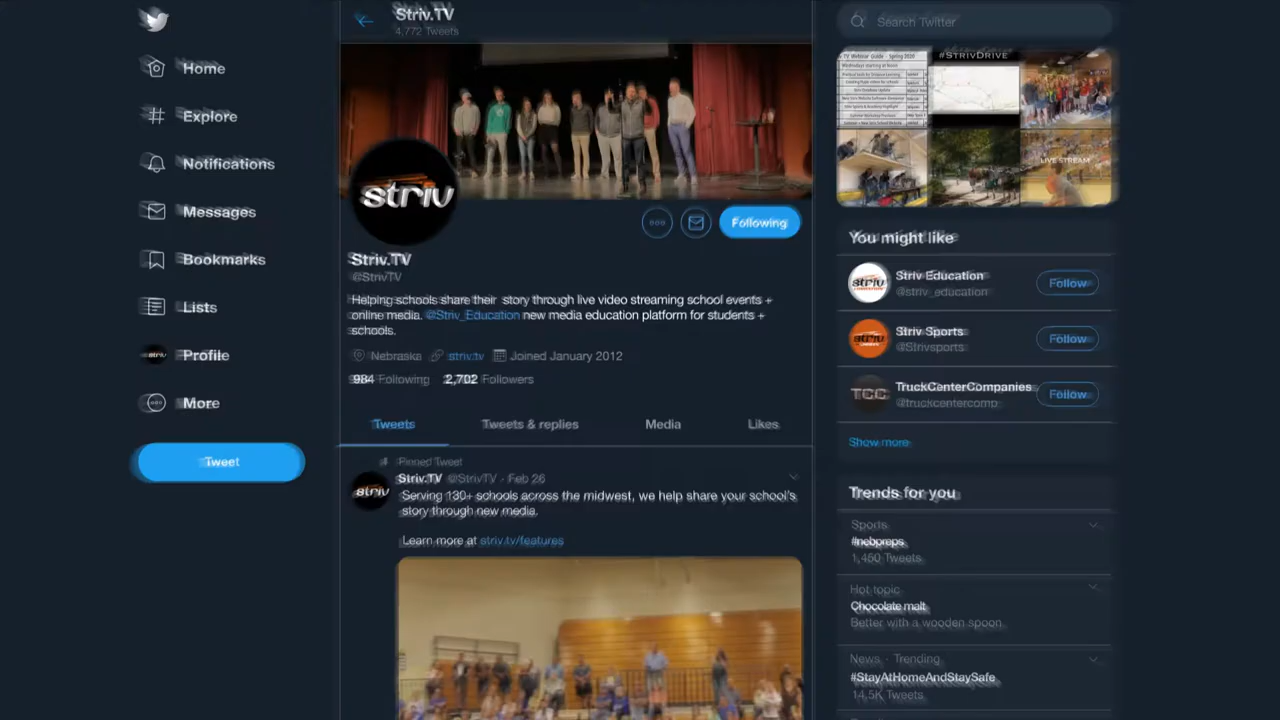 Home
Explore
Notifications
Messages
Bookmarks
Lists
striv
Profile
More
Tweet
Striv.TV
4,772 Tweets
striv
Following
Striv.TV
@StrivTV
Helping schools share their story through live video streaming school events +
online media. @Striv_Education new media education platform for students +
schools.
Nebraska striv.tv Joined January 2012
984 Following 2,702 Followers
Tweets Tweets & replies Media Likes
Pinned Tweet
striv
Striv.TV @StrivTV · Feb 26
Serving 130+ schools across the midwest, we help share your school's
story through new media.
Learn more at striv.tv/features
Search Twitter
#STRIVDRIVE
LIVE STREAM
You might like
striv
Striv Education
@striv_education
Follow
striv
Striv Sports
@Strivsports
Follow
TCC
TruckCenterCompanies
@truckcentercomp
Follow
Show more
Trends for you
Sports
#nebpreps
1,450 Tweets
Hot topic
Chocolate malt
Better with a wooden spoon.
News · Trending
#StayAtHomeAndStaySafe
14.5K Tweets